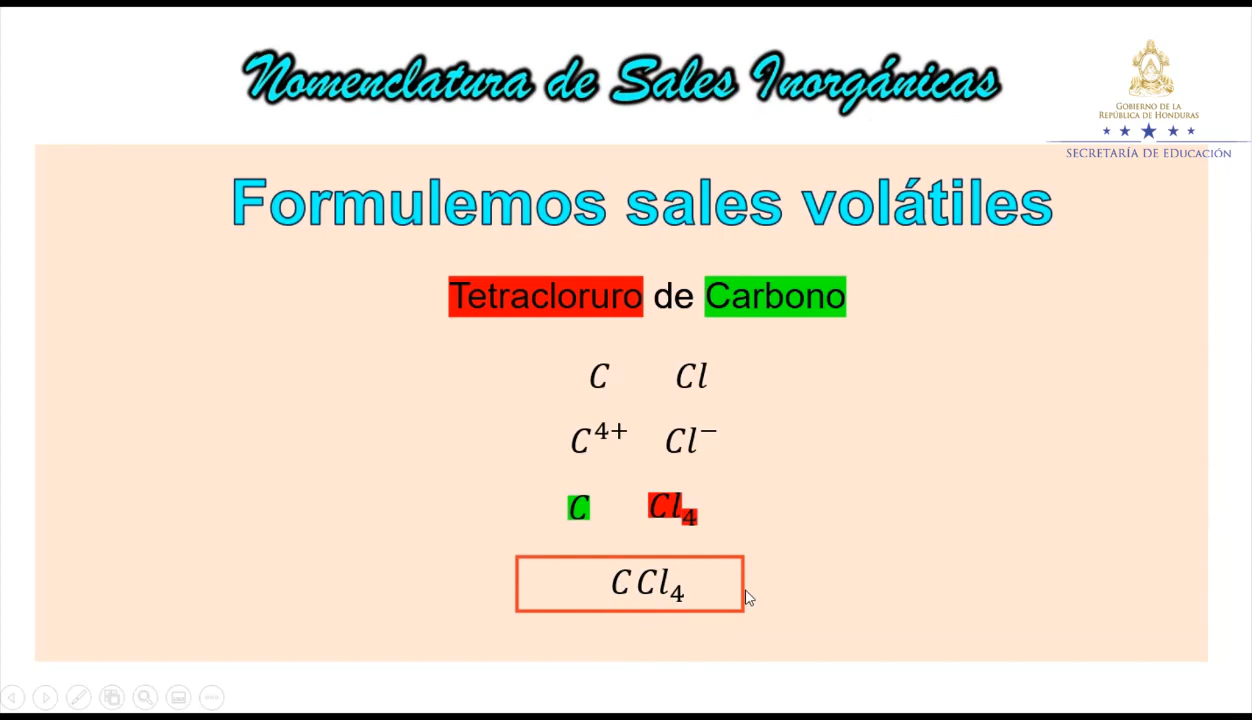 Nomenclatura de Sales Inorgánicas
GOBIERNO DE LA
REPÚBLICA DE HONDURAS
SECRETARÍA DE EDUCACIÓN
Formulemos sales volátiles
Tetracloruro de Carbono
C Cl
C⁴⁺ Cl⁻
C Cl₄
C Cl₄